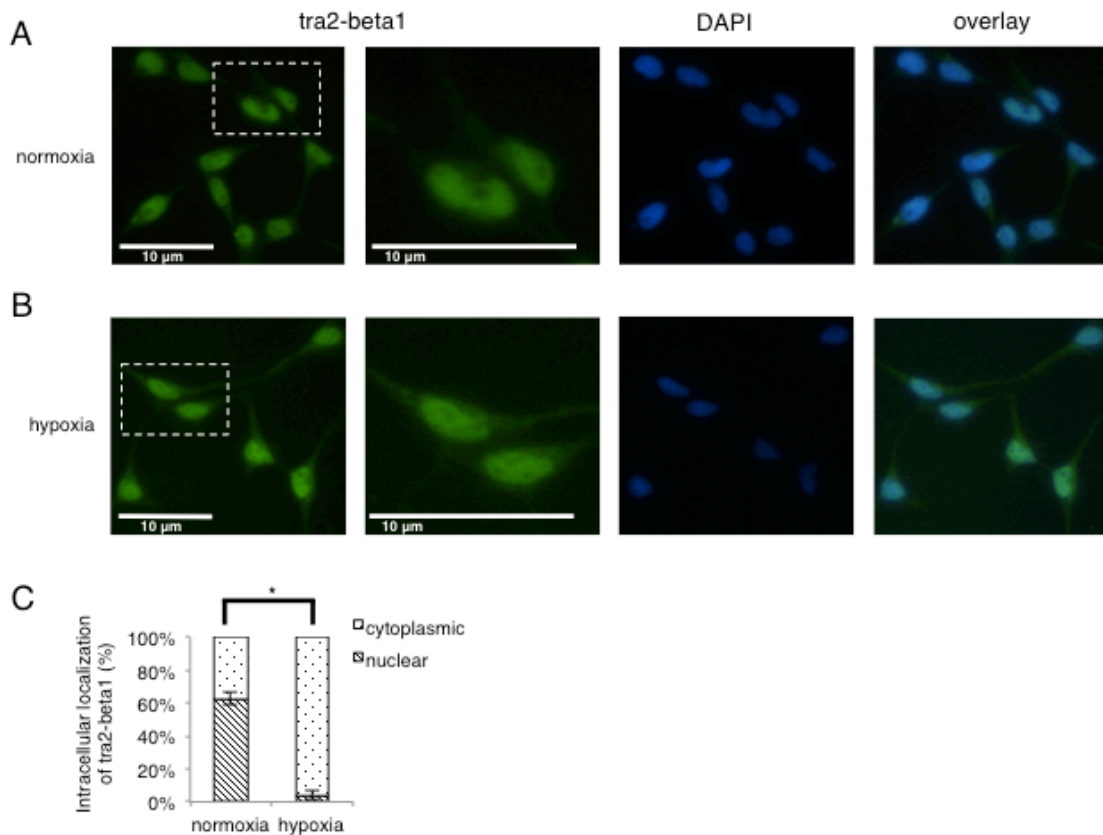 A
tra2-beta1 DAPI overlay
normoxia
10 µm 10 µm
B
hypoxia
10 µm 10 µm
C
*
Intracellular localization
of tra2-beta1 (%)
100%
80%
60%
40%
20%
0%
normoxia hypoxia
cytoplasmic
nuclear